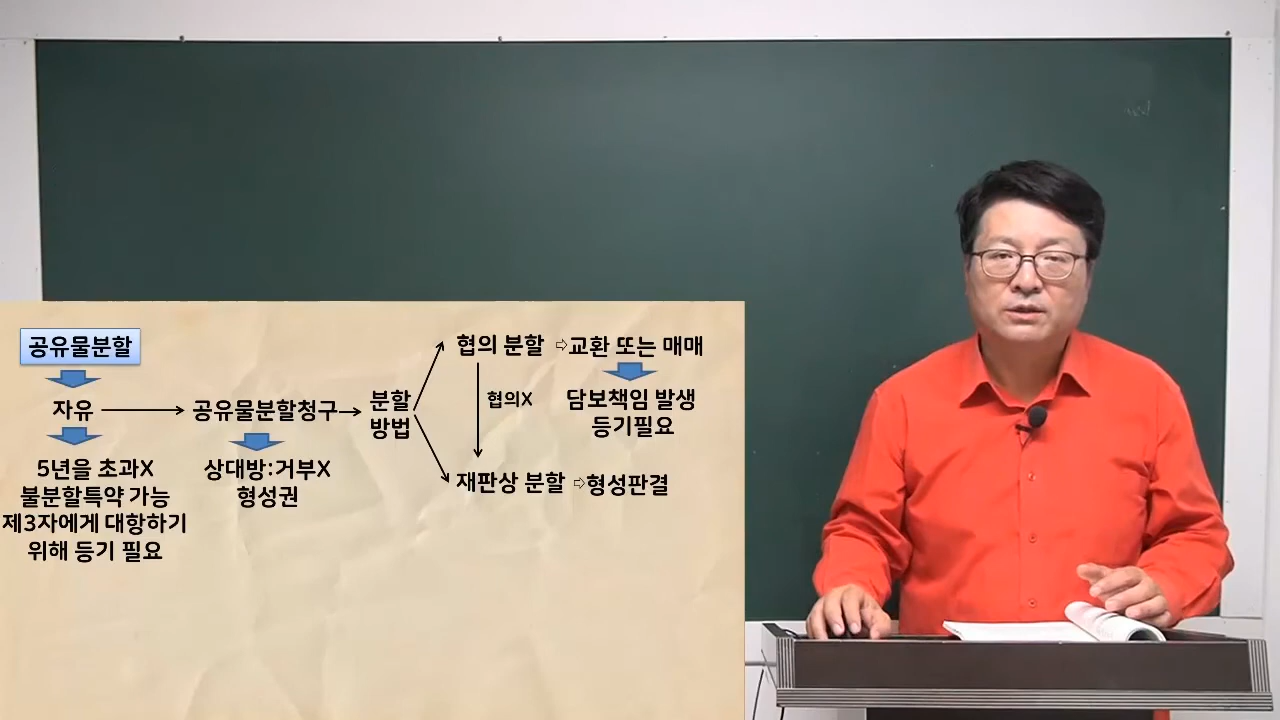 공유물분할
자유
5년을 초과X
불분할특약 가능
제3자에게 대항하기
위해 등기 필요
공유물분할청구
상대방:거부X
형성권
분할
방법
협의 분할 ⇨교환 또는 매매
담보책임 발생
등기필요
협의X
재판상 분할 ⇨형성판결